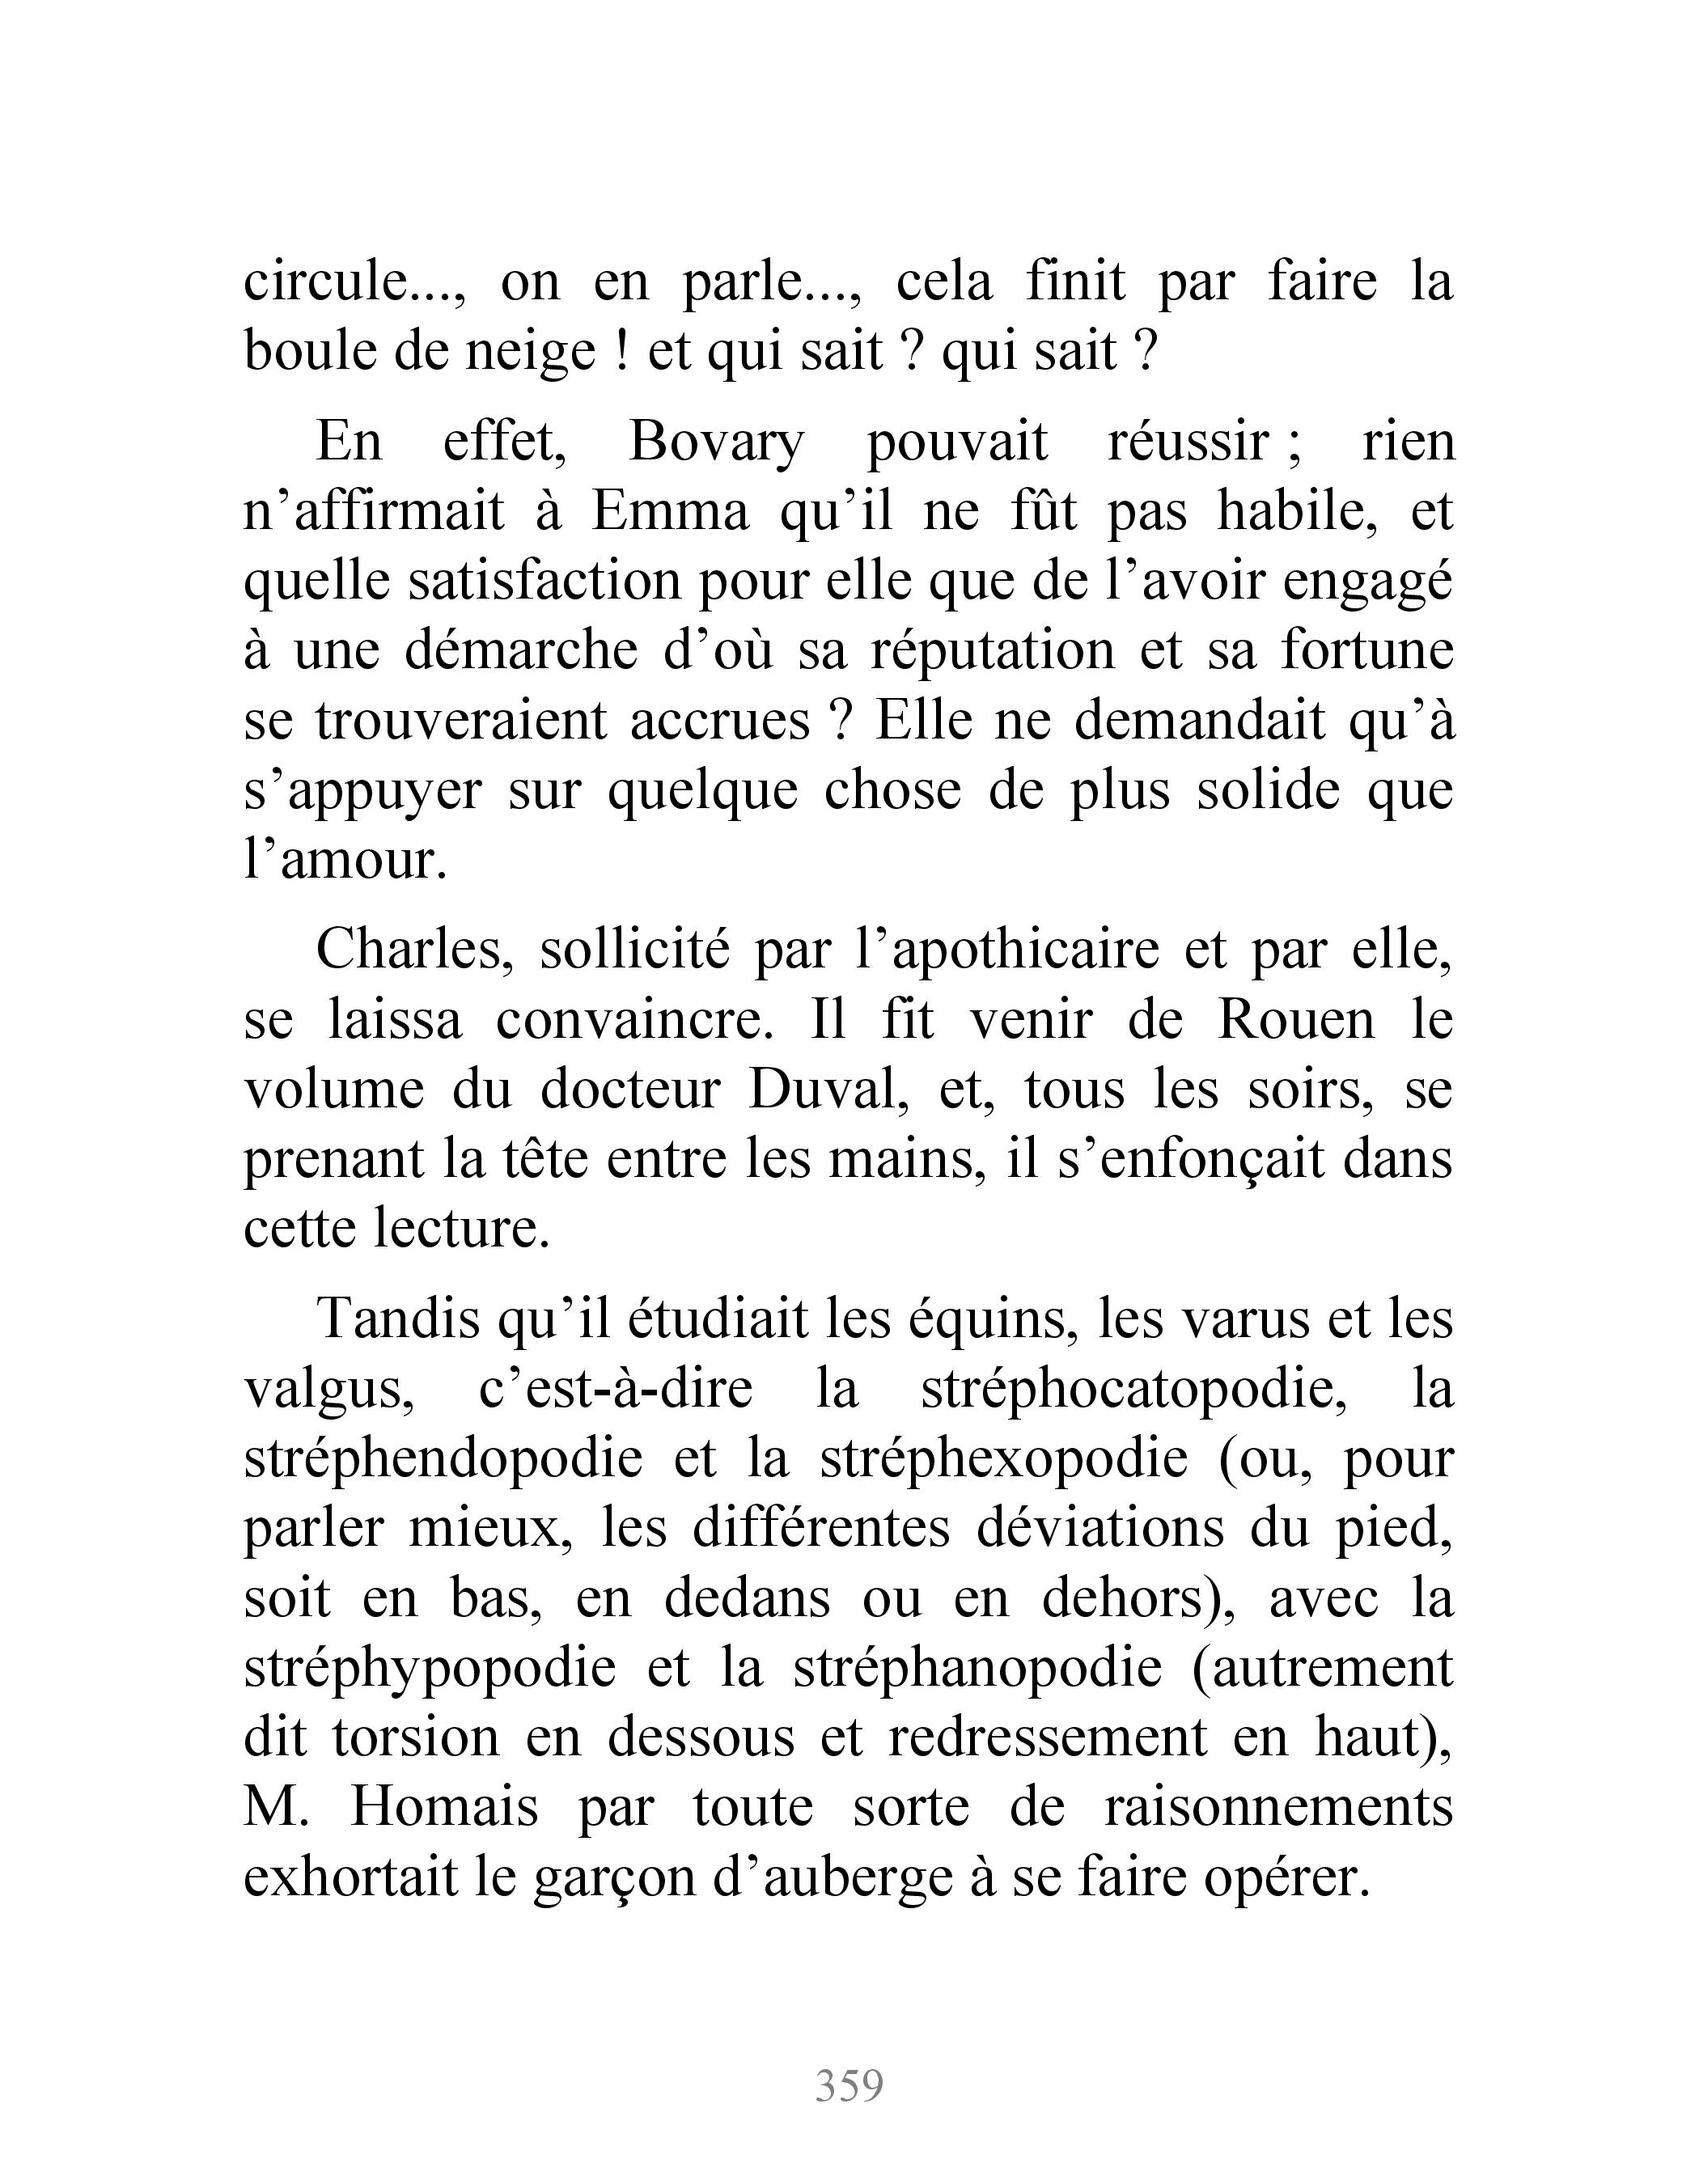 circule..., on en parle..., cela finit par faire la
boule de neige ! et qui sait ? qui sait ?
En effet, Bovary pouvait réussir ; rien
n’affirmait à Emma qu’il ne fût pas habile, et
quelle satisfaction pour elle que de l’avoir engagé
à une démarche d’où sa réputation et sa fortune
se trouveraient accrues ? Elle ne demandait qu’à
s’appuyer sur quelque chose de plus solide que
l’amour.
Charles, sollicité par l’apothicaire et par elle,
se laissa convaincre. Il fit venir de Rouen le
volume du docteur Duval, et, tous les soirs, se
prenant la tête entre les mains, il s’enfonçait dans
cette lecture.
Tandis qu’il étudiait les équins, les varus et les
valgus, c’est-à-dire la stréphocatopodie, la
stréphendopodie et la stréphexopodie (ou, pour
parler mieux, les différentes déviations du pied,
soit en bas, en dedans ou en dehors), avec la
stréphypopodie et la stréphanopodie (autrement
dit torsion en dessous et redressement en haut),
M. Homais par toute sorte de raisonnements
exhortait le garçon d’auberge à se faire opérer.
359